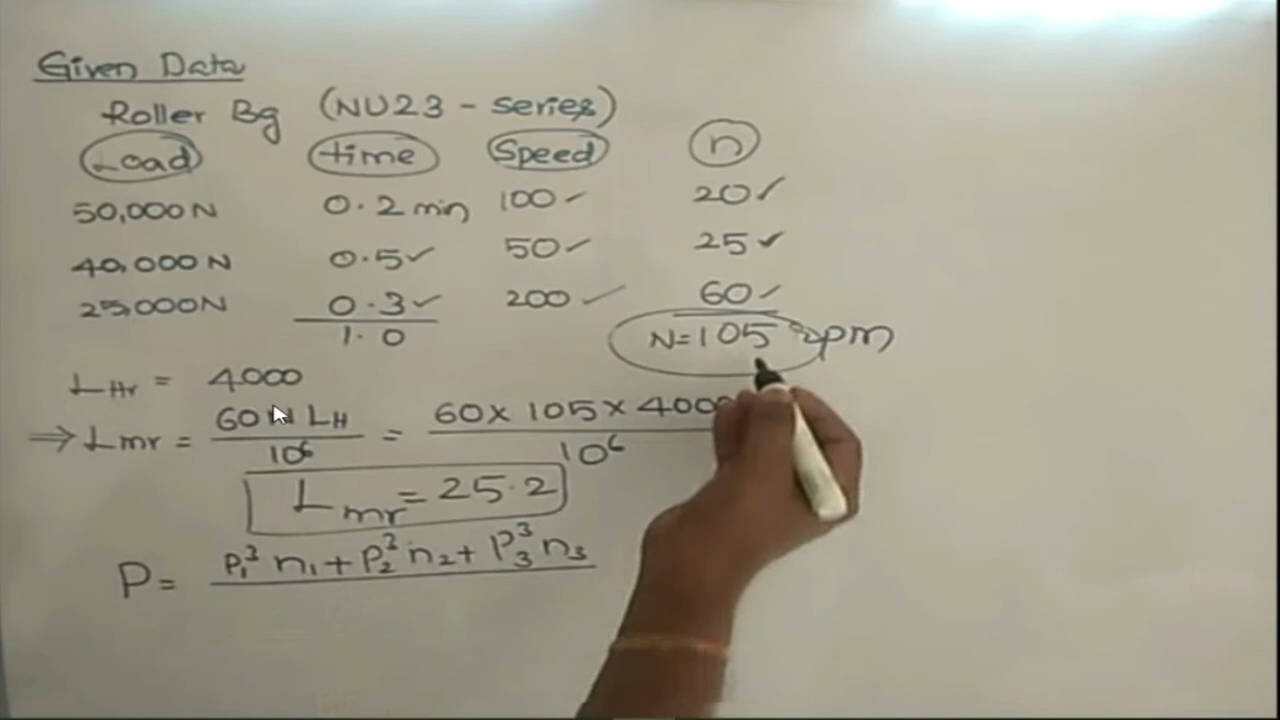 Given Data
Roller Bg (NU23 - series)
Load time Speed n
50,000N 0.2 min 100 ✓ 20 ✓
40,000 N 0.5 ✓ 50 ✓ 25 ✓
25,000N 0.3 ✓ 200 ✓ 60 ✓
1.0 N=105 rpm
LHr = 4000
⇒ Lmr = 60 N LH / 10⁶ = 60 x 105 x 4000 / 10⁶
Lmr = 25.2
P = P₁³ n₁ + P₂³ n₂ + P₃³ n₃